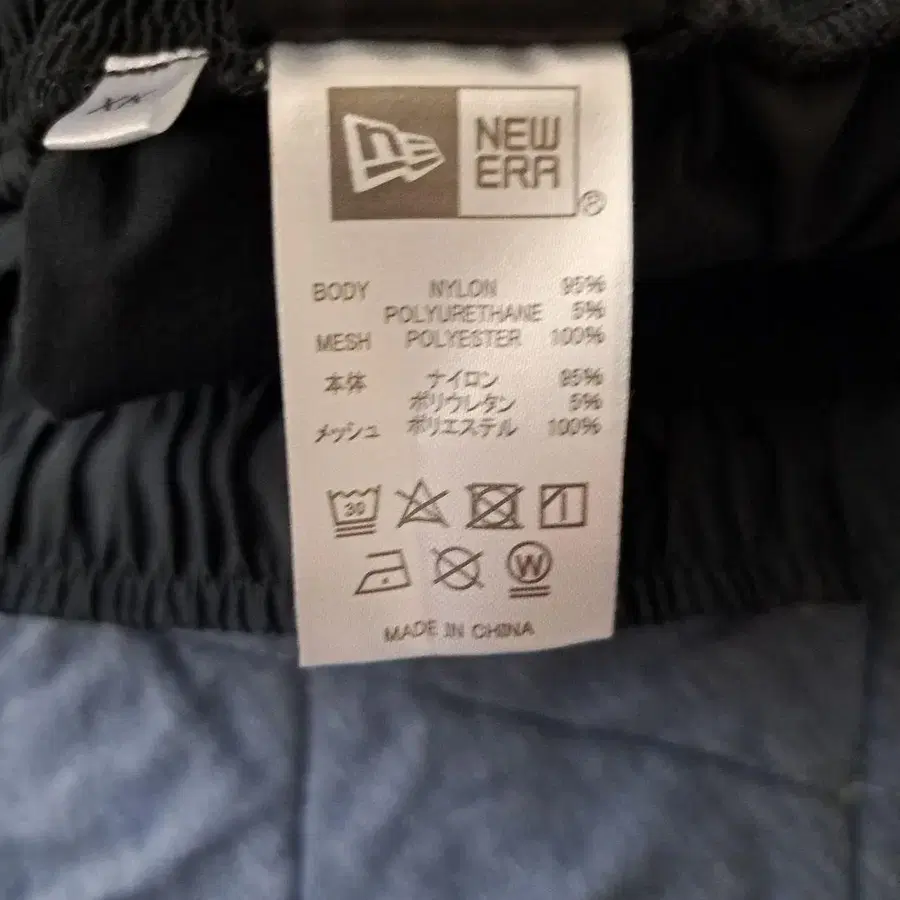 NEW
ERA
®
BODY NYLON 95%
POLYURETHANE 5%
MESH POLYESTER 100%
本体 ナイロン 95%
ポリウレタン 5%
メッシュ ポリエステル 100%
30
W
MADE IN CHINA